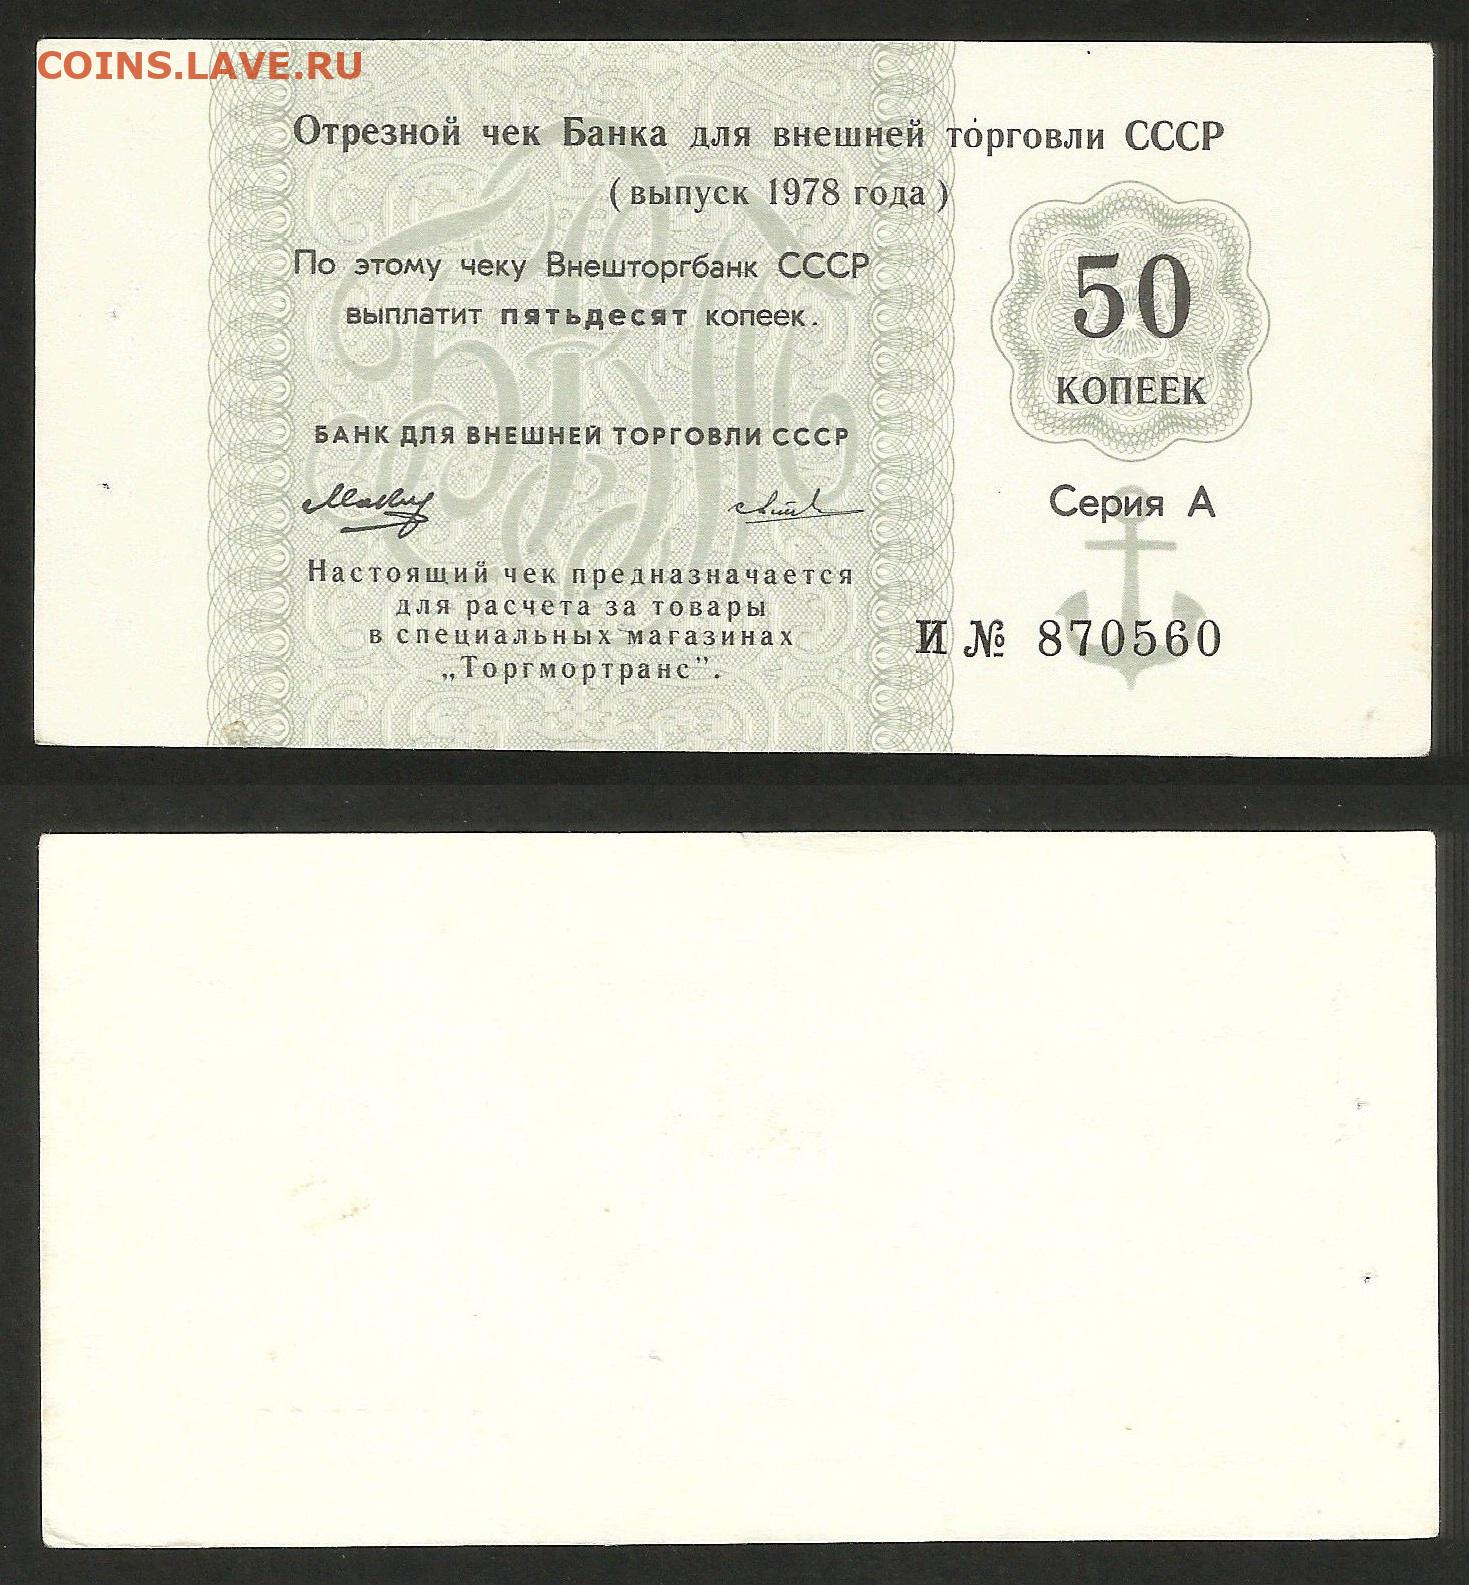 COINS.LAVE.RU
Отрезной чек Банка для внешней торговли СССР
(выпуск 1978 года)
По этому чеку Внешторгбанк СССР
выплатит пятьдесят копеек.
50
КОПЕЕК
БАНК ДЛЯ ВНЕШНЕЙ ТОРГОВЛИ СССР
Серия А
Настоящий чек предназначается
для расчета за товары
в специальных магазинах
„Торгмортранс".
И № 870560